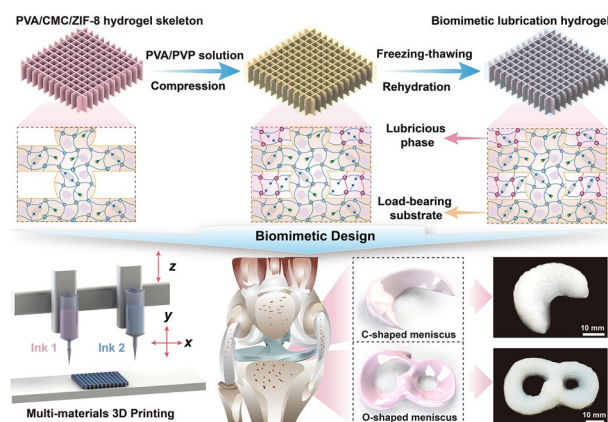 PVA/CMC/ZIF-8 hydrogel skeleton
Biomimetic lubrication hydrogel
PVA/PVP solution
Compression
Freezing-thawing
Rehydration
Lubricious
phase
Load-bearing
substrate
Biomimetic Design
z
y
x
Ink 1
Ink 2
Multi-materials 3D Printing
C-shaped meniscus
10 mm
O-shaped meniscus
10 mm